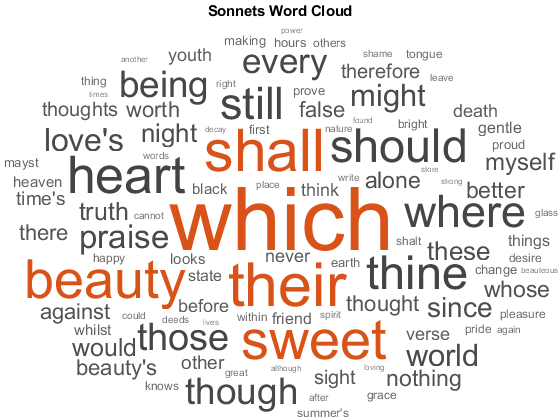 Sonnets Word Cloud
power
making hours others
another youth every shame tongue
thing being right therefore leave
times still prove might
thoughts worth false found death
love's night decay first nature bright gentle
words shall should proud
mayst heart write store myself
heaven black place think alone strong better
time's
truth cannot which where glass
there praise shalt things
happy looks never earth these desire
beauty state their thine change beauteous
whose
before thought since
against could deeds lives within friend spirit pleasure
whilst those sweet verse pride again
would other world
beauty's great although sight loving nothing
knows though after grace
summer's